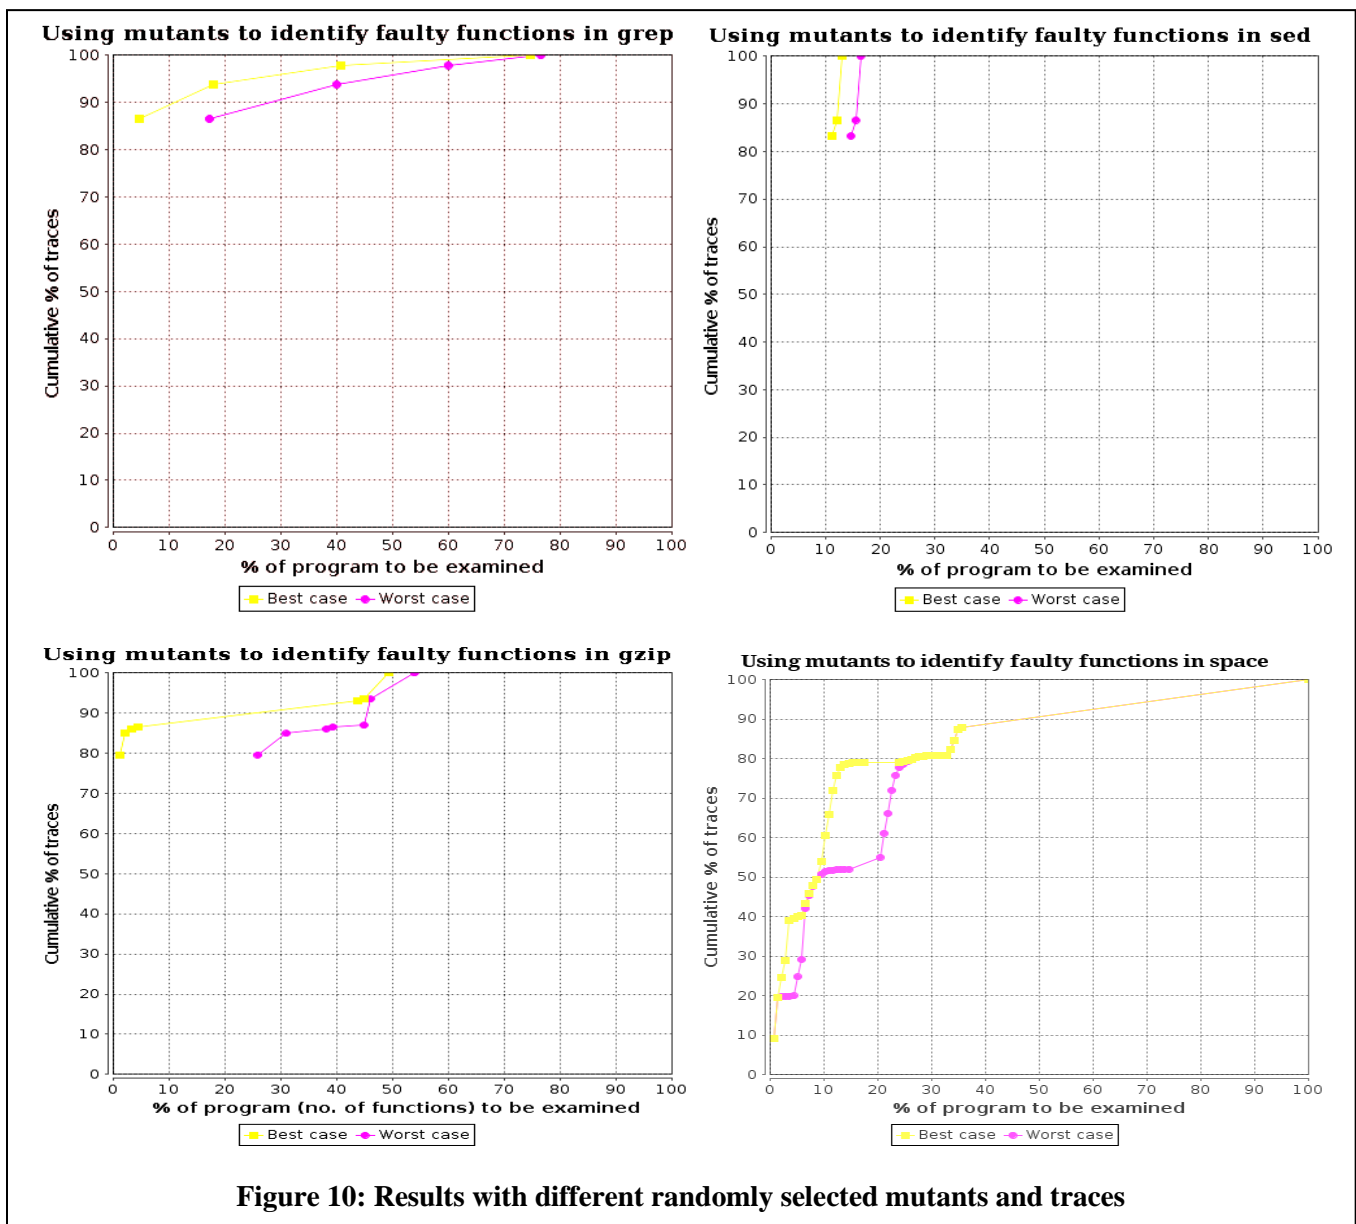 Using mutants to identify faulty functions in grep
100
90
80
70
60
50
40
30
20
10
0
Cumulative % of traces
0 10 20 30 40 50 60 70 80 90 100
% of program to be examined
Best case Worst case
Using mutants to identify faulty functions in sed
100
90
80
70
60
50
40
30
20
10
0
Cumulative % of traces
0 10 20 30 40 50 60 70 80 90 100
% of program to be examined
Best case Worst case
Using mutants to identify faulty functions in gzip
100
90
80
70
60
50
40
30
20
10
0
Cumulative % of traces
0 10 20 30 40 50 60 70 80 90 100
% of program (no. of functions) to be examined
Best case Worst case
Using mutants to identify faulty functions in space
100
90
80
70
60
50
40
30
20
10
0
Cumulative % of traces
0 10 20 30 40 50 60 70 80 90 100
% of program to be examined
Best case Worst case
Figure 10: Results with different randomly selected mutants and traces